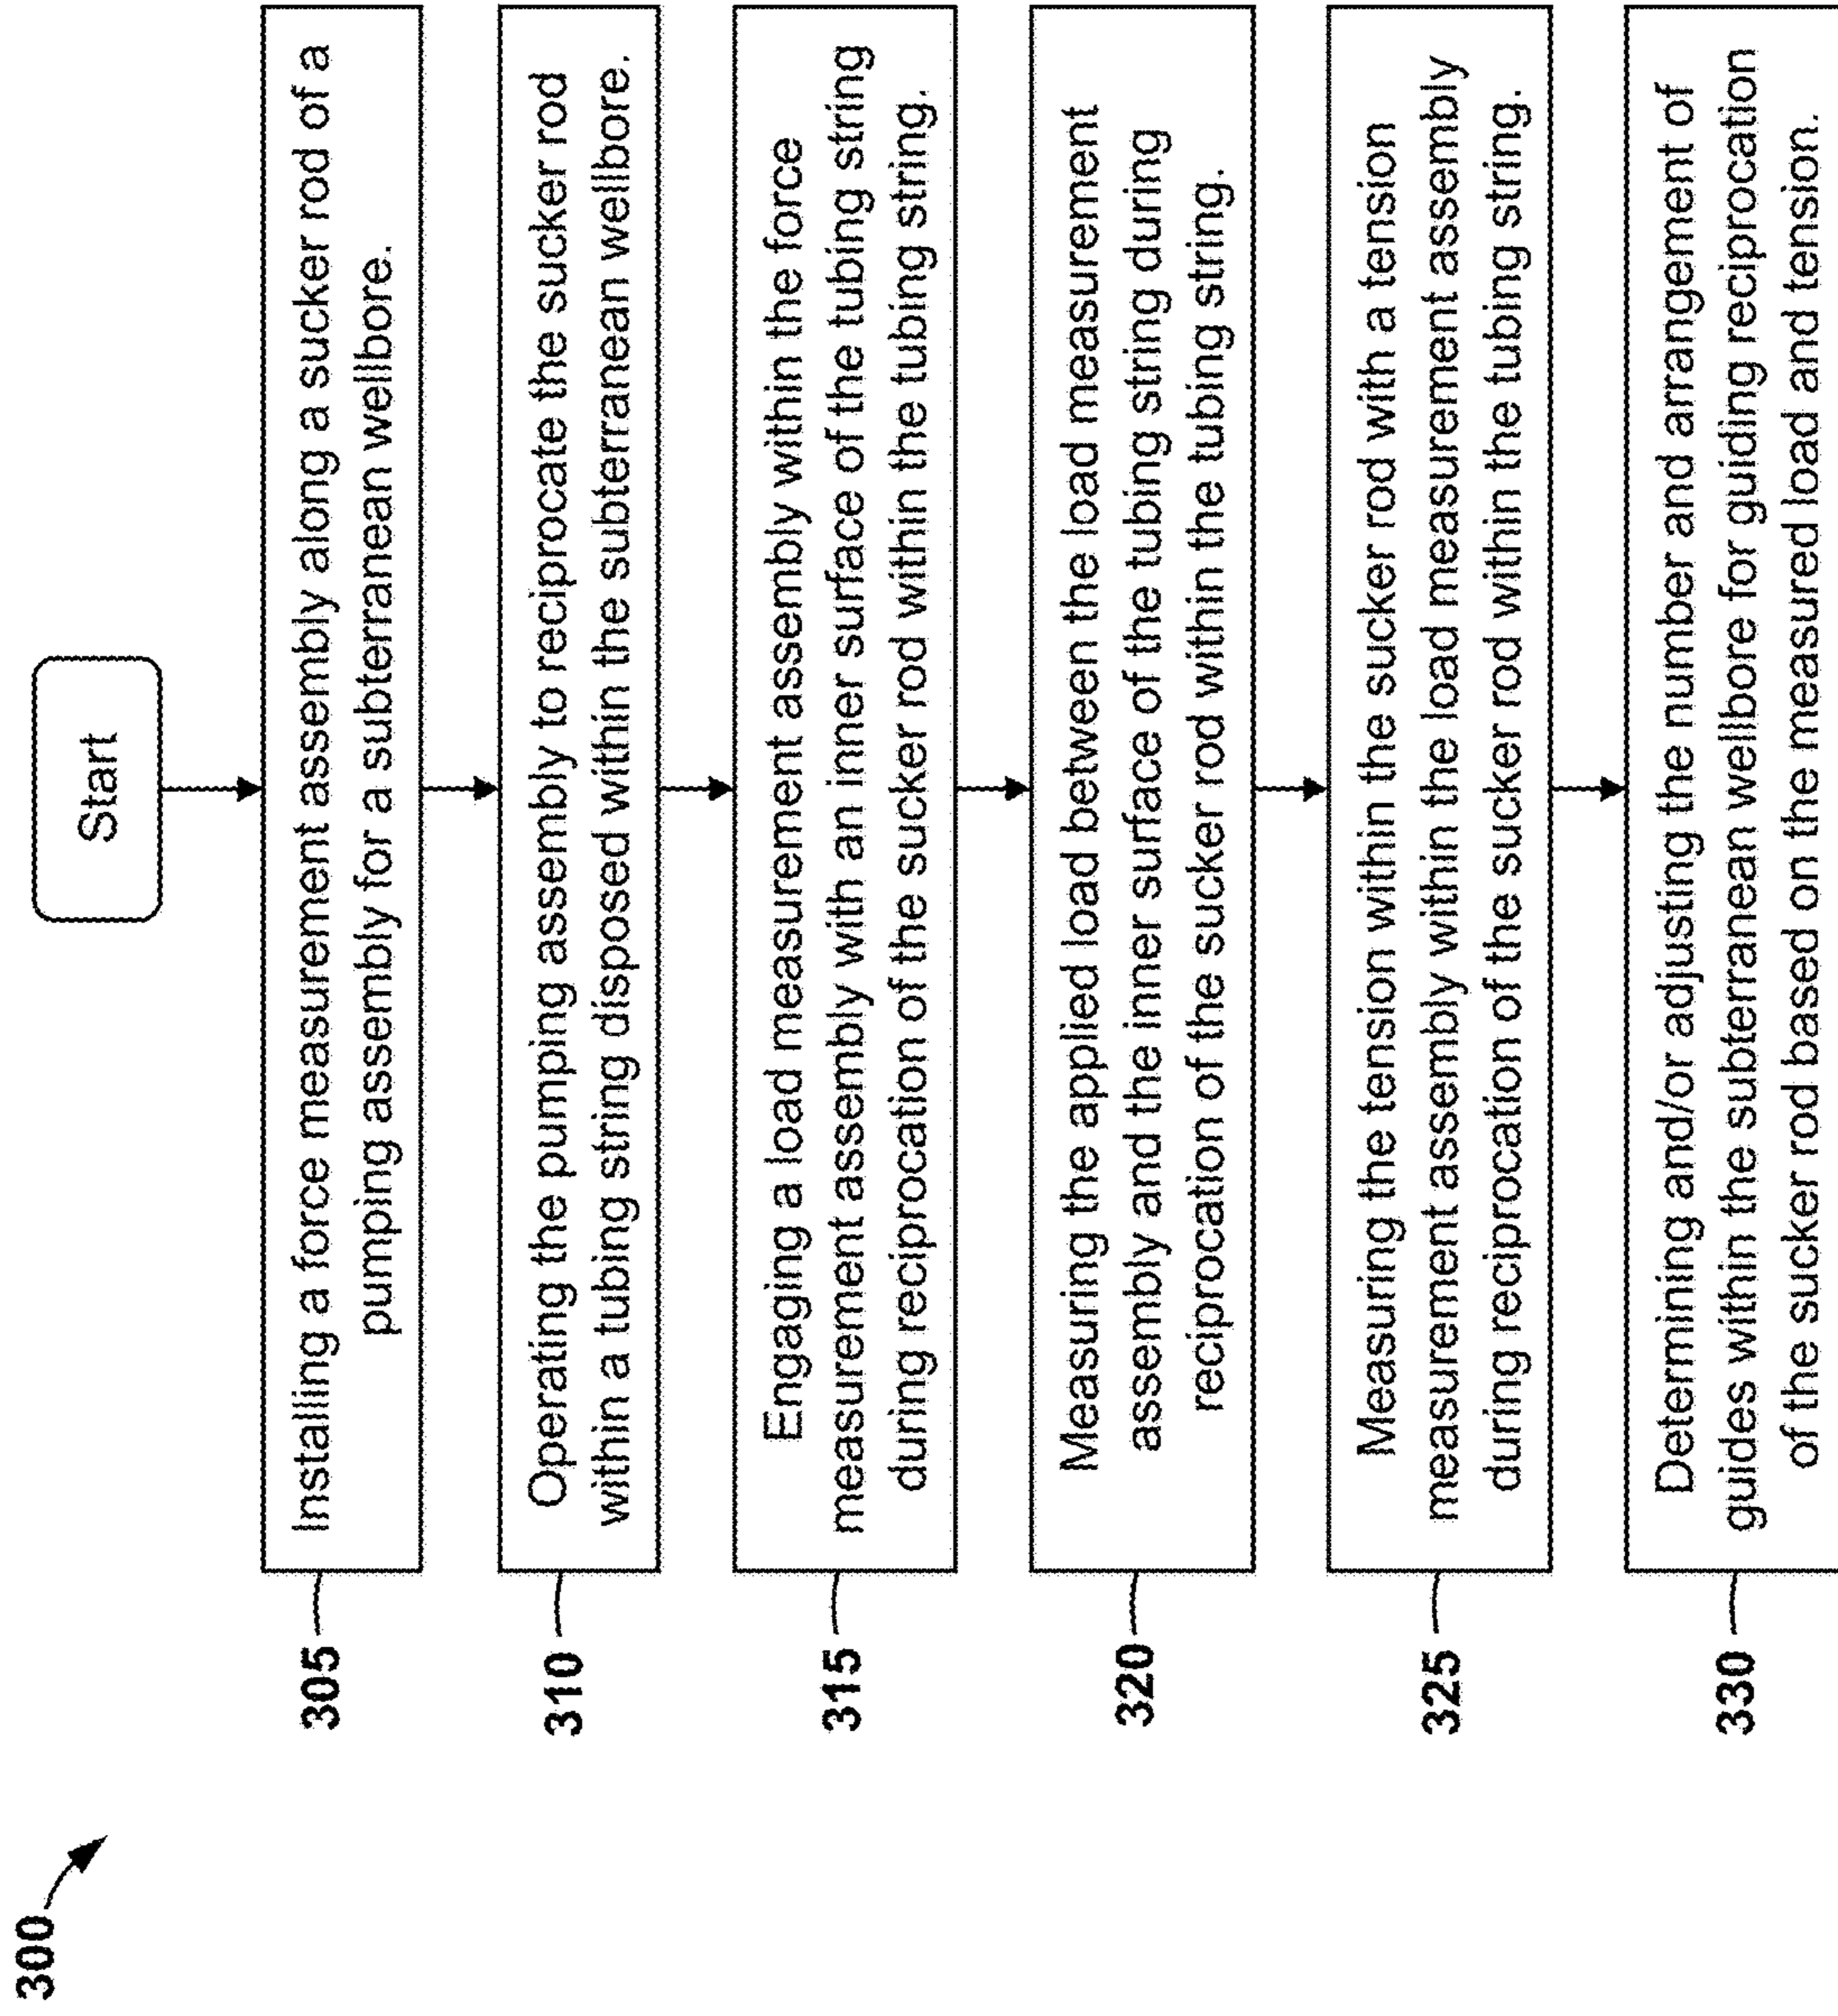 300
Start
305
Installing a force measurement assembly along a sucker rod of a
pumping assembly for a subterranean wellbore.
310
Operating the pumping assembly to reciprocate the sucker rod
within a tubing string disposed within the subterranean wellbore.
315
Engaging a load measurement assembly within the force
measurement assembly with an inner surface of the tubing string
during reciprocation of the sucker rod within the tubing string.
320
Measuring the applied load between the load measurement
assembly and the inner surface of the tubing string during
reciprocation of the sucker rod within the tubing string.
325
Measuring the tension within the sucker rod with a tension
measurement assembly within the load measurement assembly
during reciprocation of the sucker rod within the tubing string.
330
Determining and/or adjusting the number and arrangement of
guides within the subterranean wellbore for guiding reciprocation
of the sucker rod based on the measured load and tension.